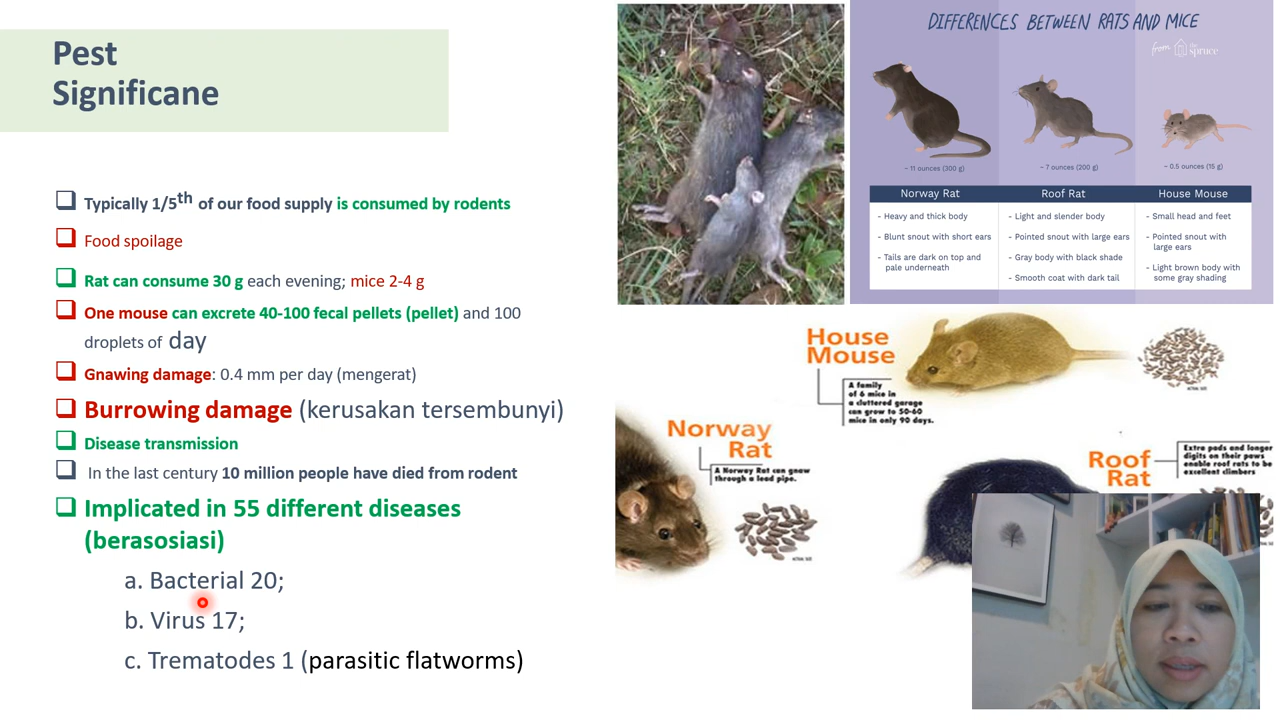 Pest
Significane
Typically 1/5th of our food supply is consumed by rodents
Food spoilage
Rat can consume 30 g each evening; mice 2-4 g
One mouse can excrete 40-100 fecal pellets (pellet) and 100
droplets of day
Gnawing damage: 0.4 mm per day (mengerat)
Burrowing damage (kerusakan tersembunyi)
Disease transmission
In the last century 10 million people have died from rodent
Implicated in 55 different diseases
(berasosiasi)
a. Bacterial 20;
b. Virus 17;
c. Trematodes 1 (parasitic flatworms)
DIFFERENCES BETWEEN RATS AND MICE
from the spruce
~ 11 ounces (300 g)
~ 7 ounces (200 g)
~ 0.5 ounces (15 g)
Norway Rat
- Heavy and thick body
- Blunt snout with short ears
- Tails are dark on top and
pale underneath
Roof Rat
- Light and slender body
- Pointed snout with large ears
- Gray body with black shade
- Smooth coat with dark tail
House Mouse
- Small head and feet
- Pointed snout with
large ears
- Light brown body with
some gray shading
House
Mouse
A family
of 6 mice in
a cluttered garage
can grow to 50-60
mice in only 90 days.
Norway
Rat
A Norway Rat can gnaw
through a lead pipe.
Roof
Rat
Extra pads and longer
digits on their paws
enable roof rats to be
excellent climbers